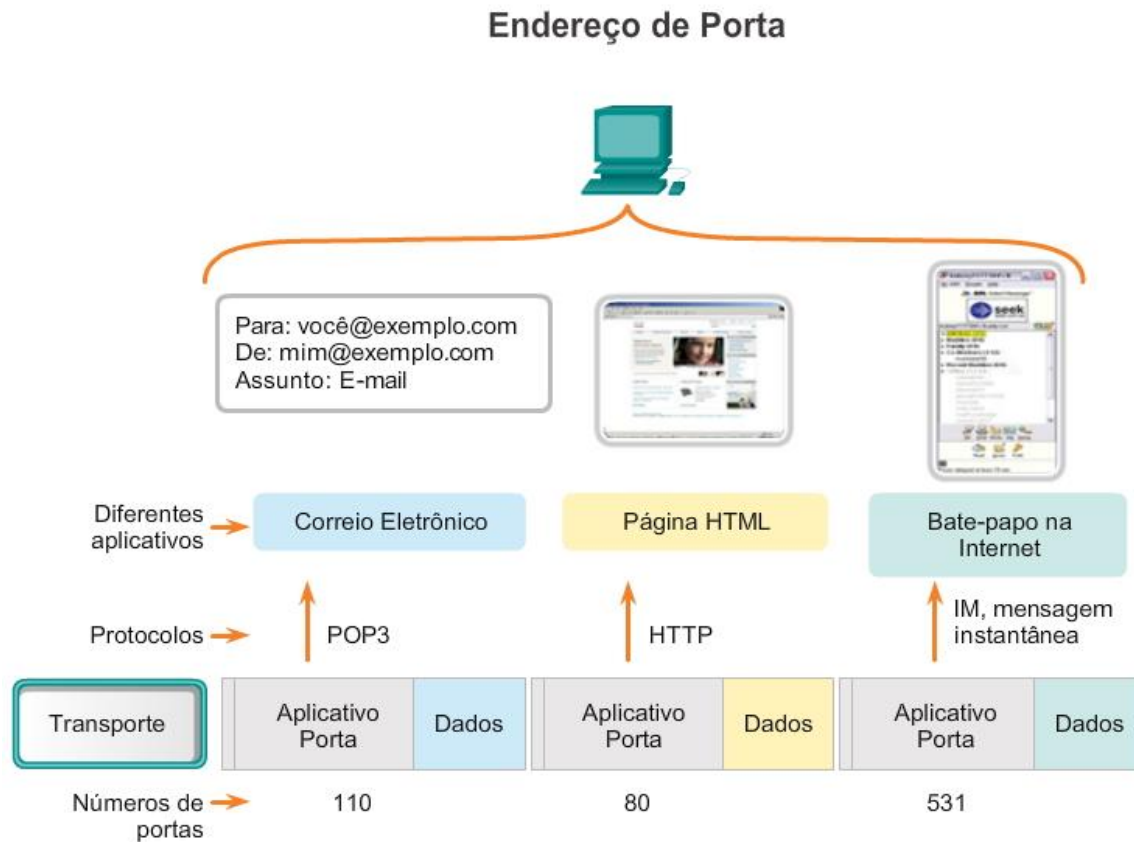 Endereço de Porta
Para: você@exemplo.com
De: mim@exemplo.com
Assunto: E-mail
seek
Diferentes
aplicativos
Correio Eletrônico
Página HTML
Bate-papo na
Internet
Protocolos
POP3
HTTP
IM, mensagem
instantânea
Transporte
Aplicativo
Porta
Dados
Aplicativo
Porta
Dados
Aplicativo
Porta
Dados
Números de
portas
110
80
531